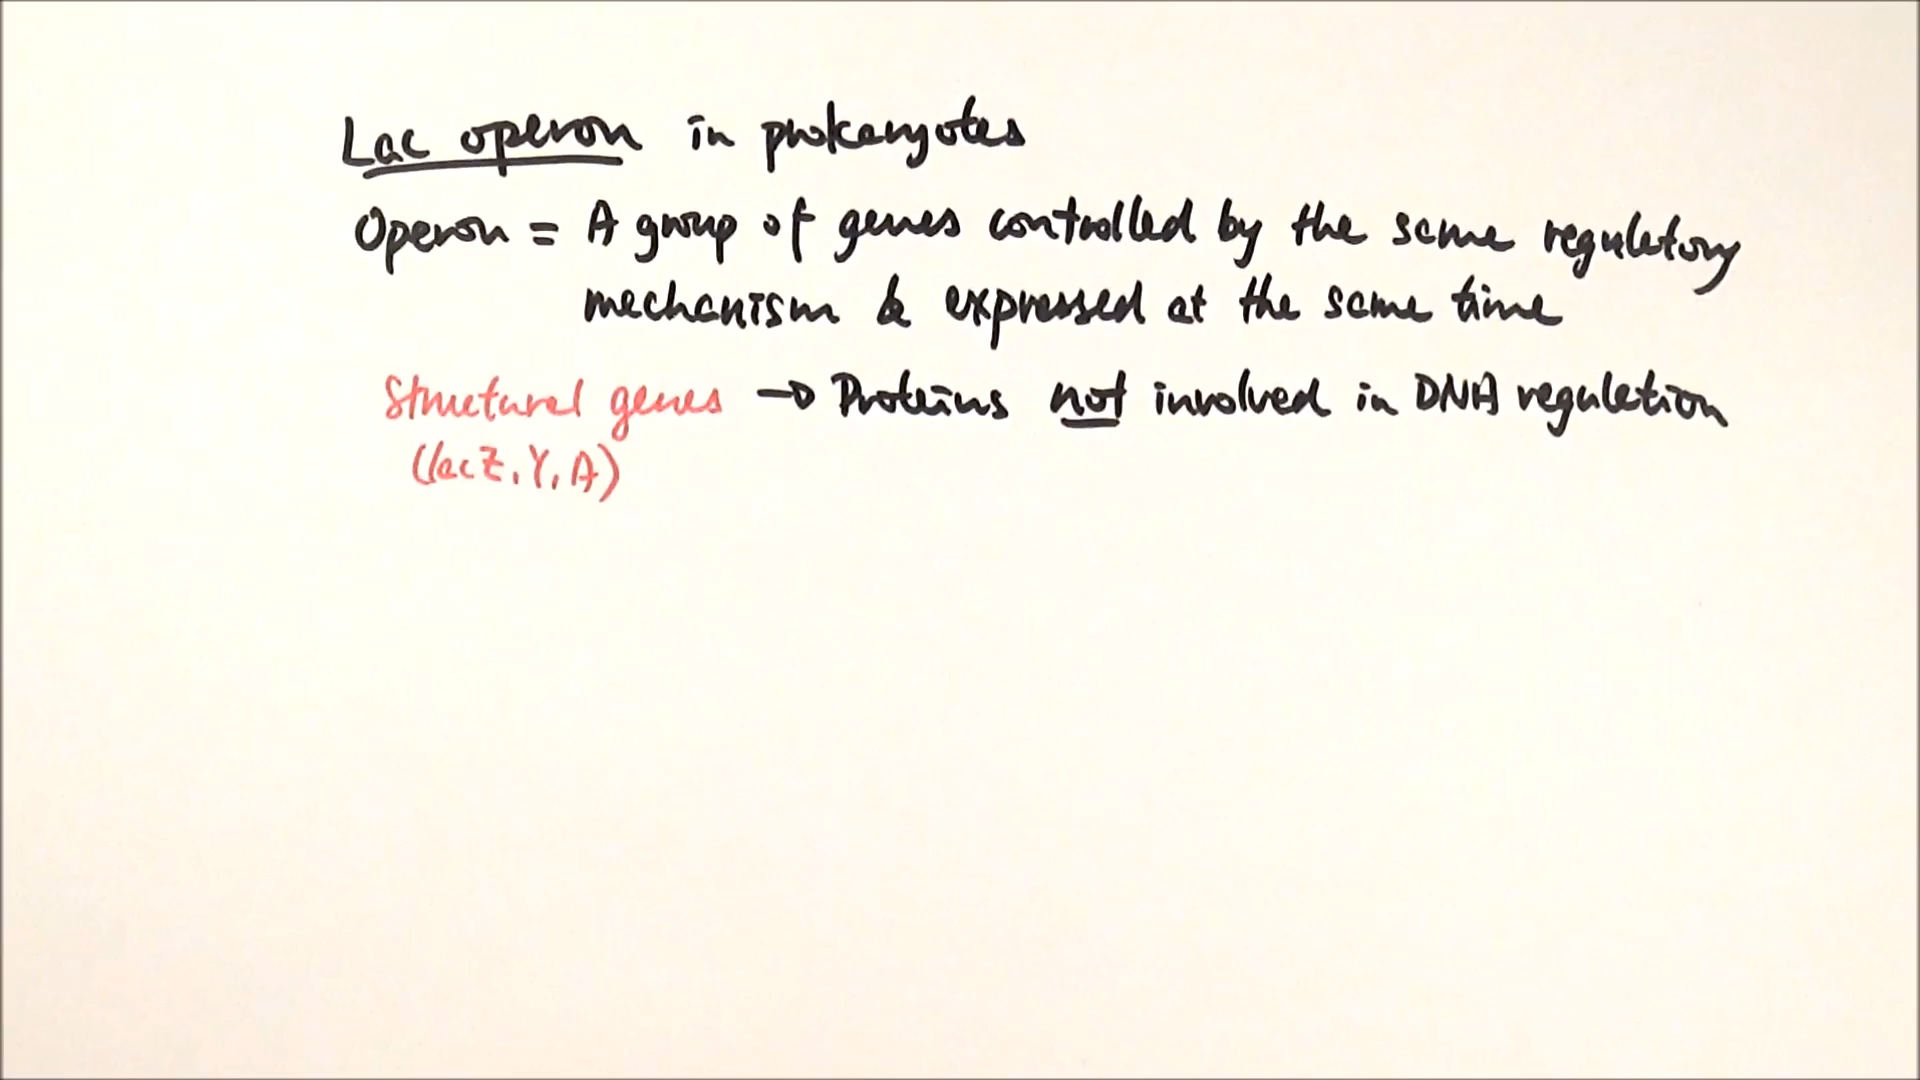 Lac operon in prokaryotes
Operon = A group of genes controlled by the same regulatory
mechanism & expressed at the same time
Structural genes → Proteins not involved in DNA regulation
(lacZ, Y, A)